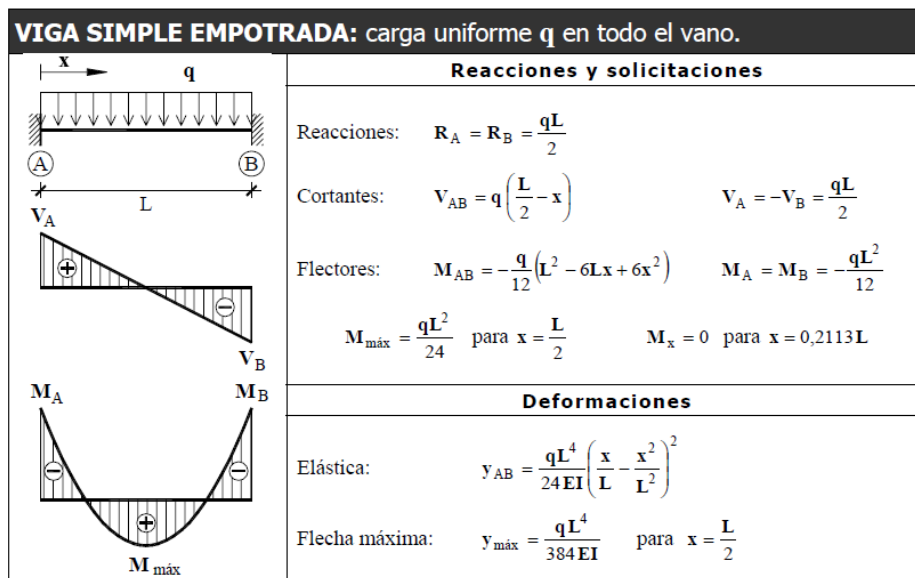 VIGA SIMPLE EMPOTRADA: carga uniforme q en todo el vano.
x
q
A
B
L
V_A
+
−
V_B
M_A
M_B
−
−
+
M_máx
Reacciones y solicitaciones
Reacciones: R_A = R_B = qL/2
Cortantes: V_AB = q(L/2 − x) V_A = −V_B = qL/2
Flectores: M_AB = −q/12(L² − 6Lx + 6x²) M_A = M_B = −qL²/12
M_máx = qL²/24 para x = L/2 M_x = 0 para x = 0,2113L
Deformaciones
Elástica: y_AB = qL⁴/24EI(x/L − x²/L²)²
Flecha máxima: y_máx = qL⁴/384EI para x = L/2